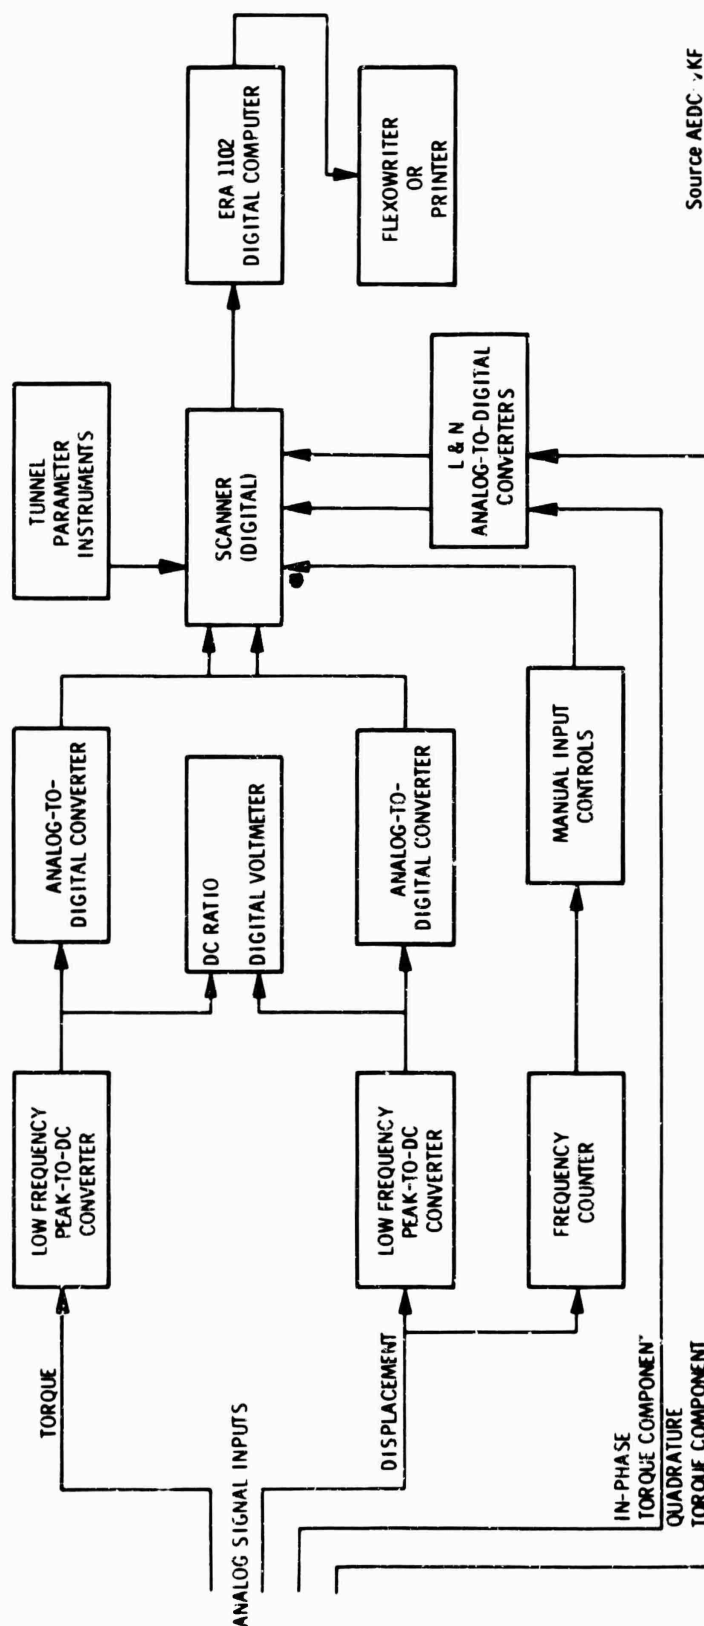 ANALOG SIGNAL INPUTS
TORQUE
LOW FREQUENCY
PEAK-TO-DC
CONVERTER
ANALOG-TO-
DIGITAL CONVERTER
TUNNEL
PARAMETER
INSTRUMENTS
DC RATIO
DIGITAL VOLTMETER
SCANNER
(DIGITAL)
ERA 1102
DIGITAL COMPUTER
DISPLACEMENT
LOW FREQUENCY
PEAK-TO-DC
CONVERTER
ANALOG-TO-
DIGITAL CONVERTER
FLEXOWRITER
OR
PRINTER
L & N
ANALOG-TO-DIGITAL
CONVERTERS
FREQUENCY
COUNTER
MANUAL INPUT
CONTROLS
IN-PHASE
TORQUE COMPONENT
QUADRATURE
TORQUE COMPONENT
Source AEDC